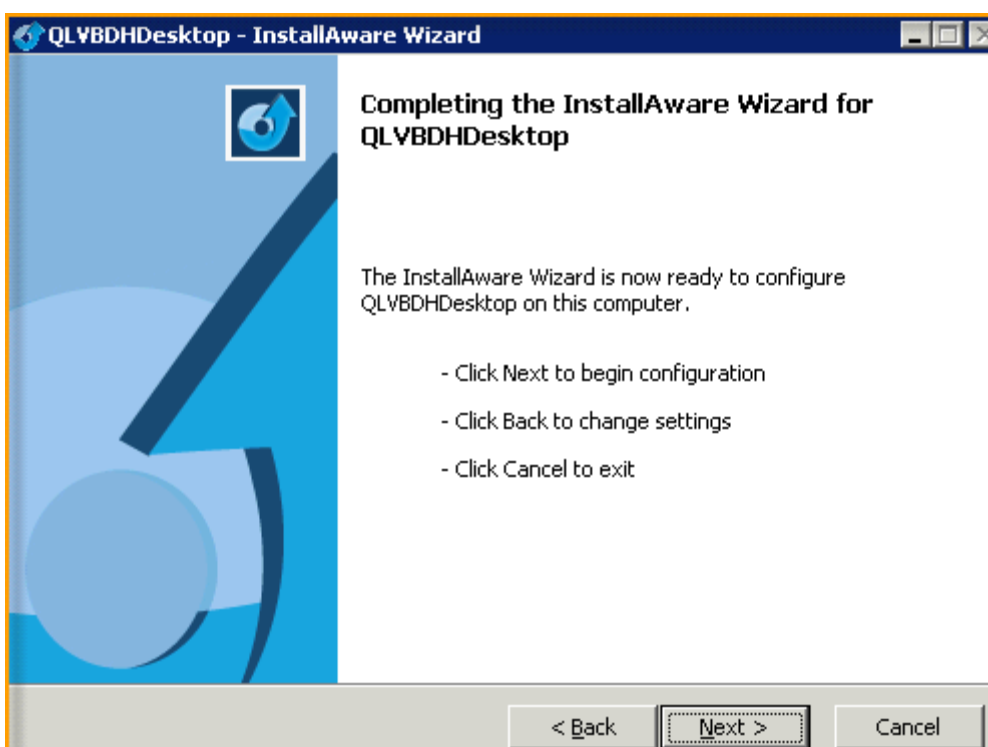 QLVBDHDesktop - InstallAware Wizard
Completing the InstallAware Wizard for
QLVBDHDesktop
The InstallAware Wizard is now ready to configure
QLVBDHDesktop on this computer.
- Click Next to begin configuration
- Click Back to change settings
- Click Cancel to exit
< Back Next > Cancel